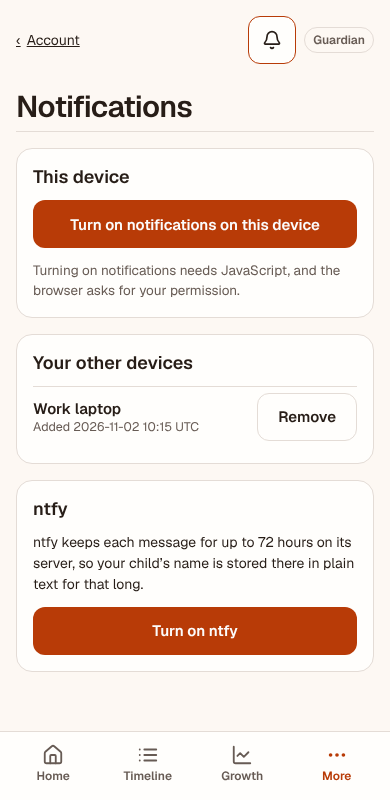 ‹ Account
Guardian
Notifications
This device
Turn on notifications on this device
Turning on notifications needs JavaScript, and the
browser asks for your permission.
Your other devices
Work laptop
Added 2026-11-02 10:15 UTC
Remove
ntfy
ntfy keeps each message for up to 72 hours on its
server, so your child’s name is stored there in plain
text for that long.
Turn on ntfy
Home
Timeline
Growth
More